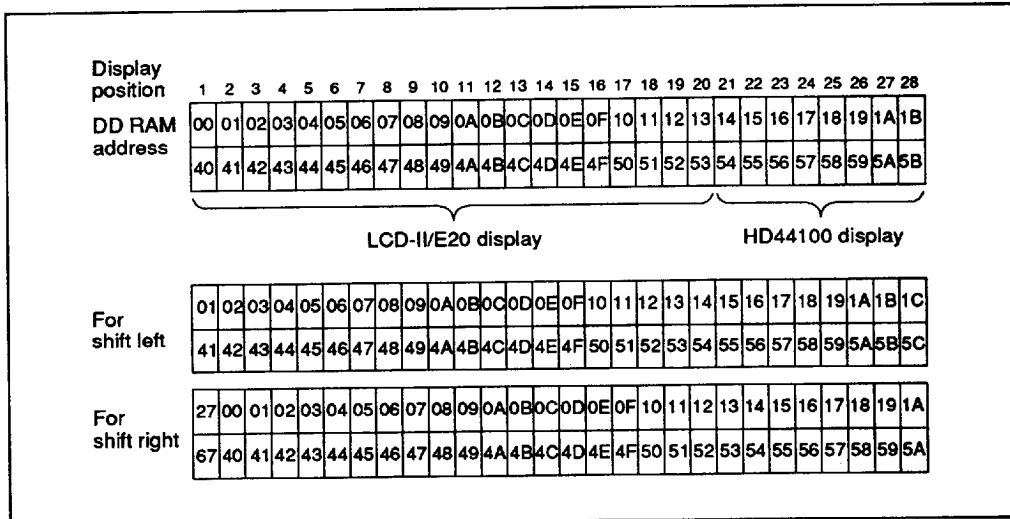 Display position 1 2 3 4 5 6 7 8 9 10 11 12 13 14 15 16 17 18 19 20 21 22 23 24 25 26 27 28
DD RAM address 00 01 02 03 04 05 06 07 08 09 0A 0B 0C 0D 0E 0F 10 11 12 13 14 15 16 17 18 19 1A 1B
40 41 42 43 44 45 46 47 48 49 4A 4B 4C 4D 4E 4F 50 51 52 53 54 55 56 57 58 59 5A 5B
LCD-II/E20 display HD44100 display
For shift left 01 02 03 04 05 06 07 08 09 0A 0B 0C 0D 0E 0F 10 11 12 13 14 15 16 17 18 19 1A 1B 1C
41 42 43 44 45 46 47 48 49 4A 4B 4C 4D 4E 4F 50 51 52 53 54 55 56 57 58 59 5A 5B 5C
For shift right 27 00 01 02 03 04 05 06 07 08 09 0A 0B 0C 0D 0E 0F 10 11 12 13 14 15 16 17 18 19 1A
67 40 41 42 43 44 45 46 47 48 49 4A 4B 4C 4D 4E 4F 50 51 52 53 54 55 56 57 58 59 5A